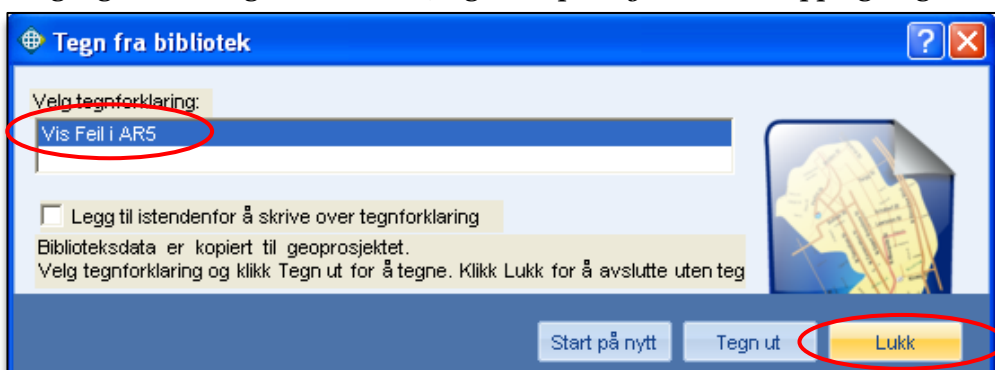 Tegn fra bibliotek
Velg tegnforklaring:
Vis Feil i AR5
Legg til istendenfor å skrive over tegnforklaring
Biblioteksdata er kopiert til geoprosjektet.
Velg tegnforklaring og klikk Tegn ut for å tegne. Klikk Lukk for å avslutte uten teg
Start på nytt Tegn ut Lukk